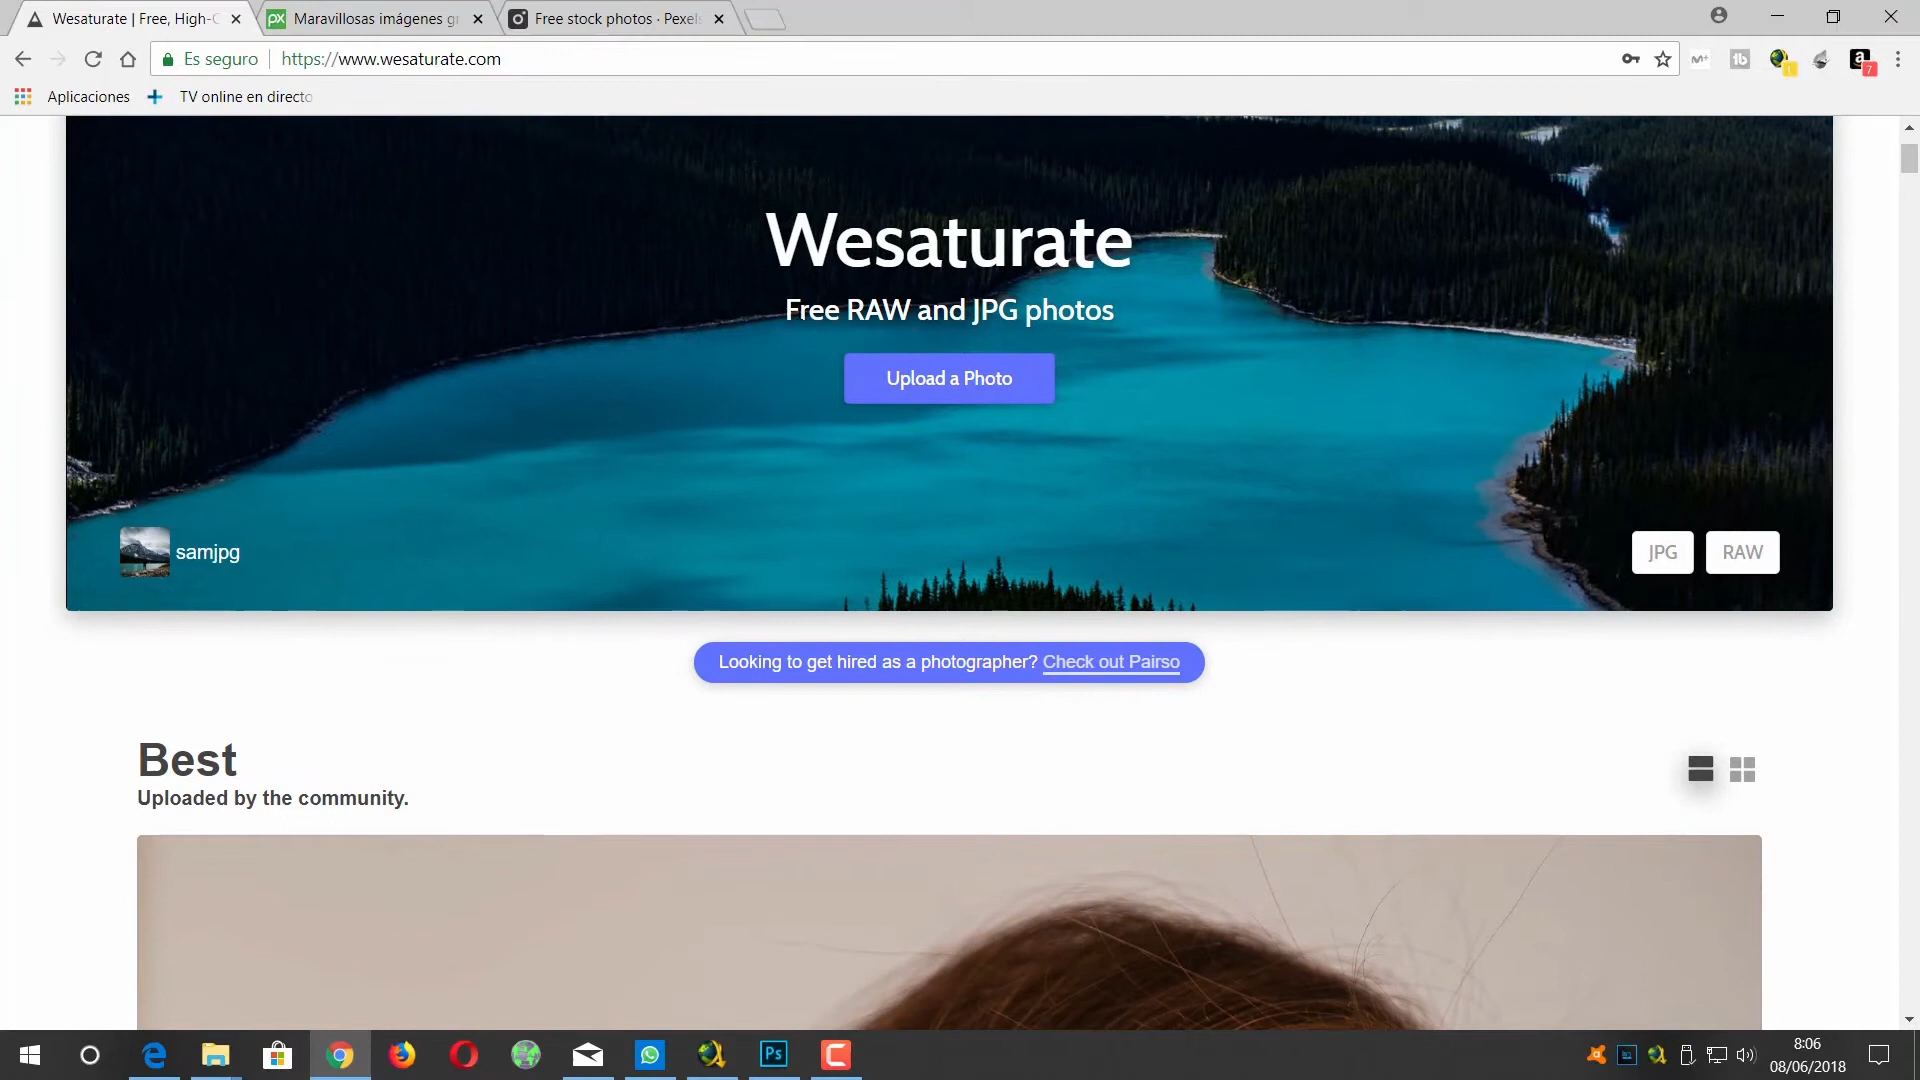 Wesaturate | Free, High-C
Maravillosas imágenes gr
Free stock photos · Pexels
Es seguro
https://www.wesaturate.com
Aplicaciones
TV online en directo
Wesaturate
Free RAW and JPG photos
Upload a Photo
samjpg
JPG
RAW
Looking to get hired as a photographer? Check out Pairso
Best
Uploaded by the community.
8:06
08/06/2018